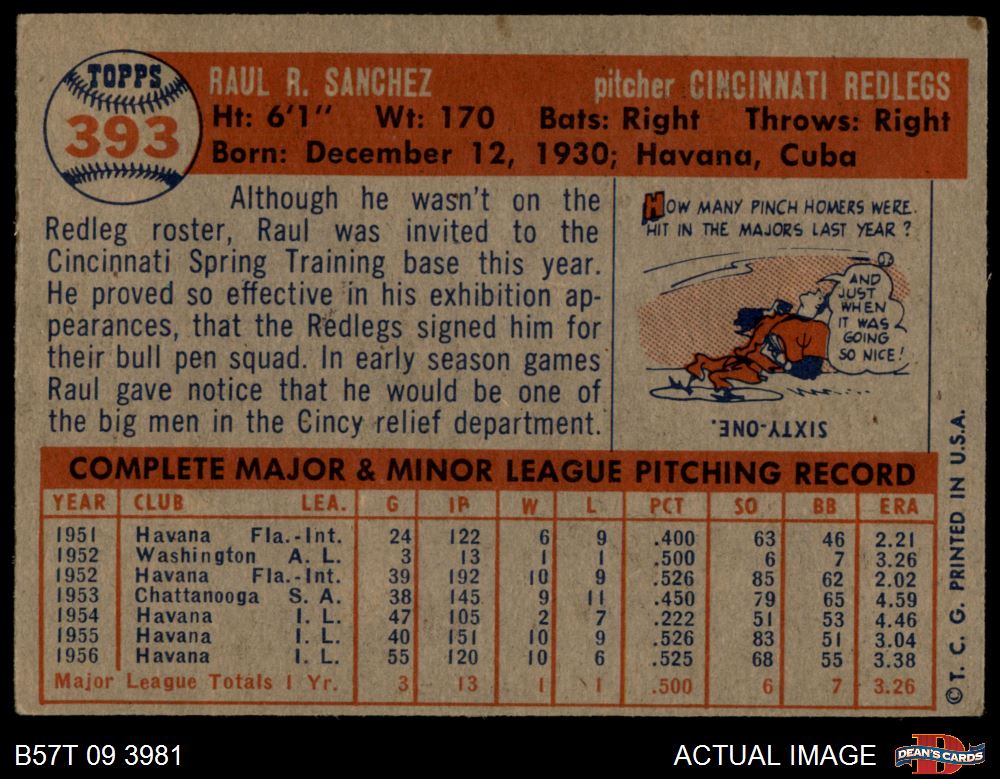 TOPPS
393
RAUL R. SANCHEZ pitcher CINCINNATI REDLEGS
Ht: 6'1" Wt: 170 Bats: Right Throws: Right
Born: December 12, 1930; Havana, Cuba
Although he wasn't on the
Redleg roster, Raul was invited to the
Cincinnati Spring Training base this year.
He proved so effective in his exhibition ap-
pearances, that the Redlegs signed him for
their bull pen squad. In early season games
Raul gave notice that he would be one of
the big men in the Cincy relief department.
HOW MANY PINCH HOMERS WERE
HIT IN THE MAJORS LAST YEAR?
AND
JUST
WHEN
IT WAS
GOING
SO NICE!
SIXTY-ONE.
COMPLETE MAJOR & MINOR LEAGUE PITCHING RECORD
YEAR CLUB LEA. G IP W L PCT SO BB ERA
1951 Havana Fla.-Int. 24 122 6 9 .400 63 46 2.21
1952 Washington A. L. 3 13 1 1 .500 6 7 3.26
1952 Havana Fla.-Int. 39 192 10 9 .526 85 62 2.02
1953 Chattanooga S. A. 38 145 9 11 .450 79 65 4.59
1954 Havana I. L. 47 105 2 7 .222 51 53 4.46
1955 Havana I. L. 40 151 10 9 .526 83 51 3.04
1956 Havana I. L. 55 120 10 6 .525 68 55 3.38
Major League Totals 1 Yr. 3 13 1 1 .500 6 7 3.26
© T. C. G. PRINTED IN U.S.A.
B57T 09 3981 ACTUAL IMAGE DEAN'S CARDS